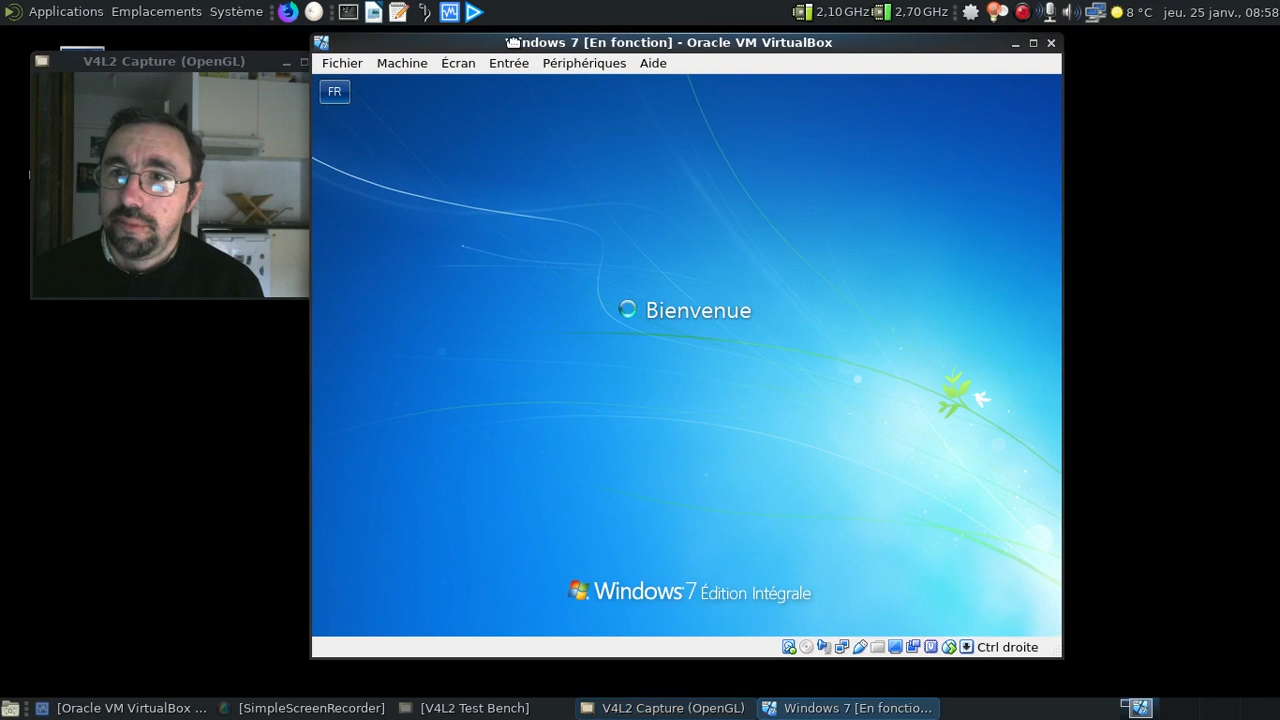 Applications Emplacements Système 2,10 GHz 2,70 GHz 8 °C jeu. 25 janv., 08:58
V4L2 Capture (OpenGL)
indows 7 [En fonction] - Oracle VM VirtualBox
Fichier Machine Écran Entrée Périphériques Aide
FR
Bienvenue
Windows 7 Édition Intégrale
Ctrl droite
[Oracle VM VirtualBox ... [SimpleScreenRecorder] [V4L2 Test Bench] V4L2 Capture (OpenGL) Windows 7 [En fonctio...